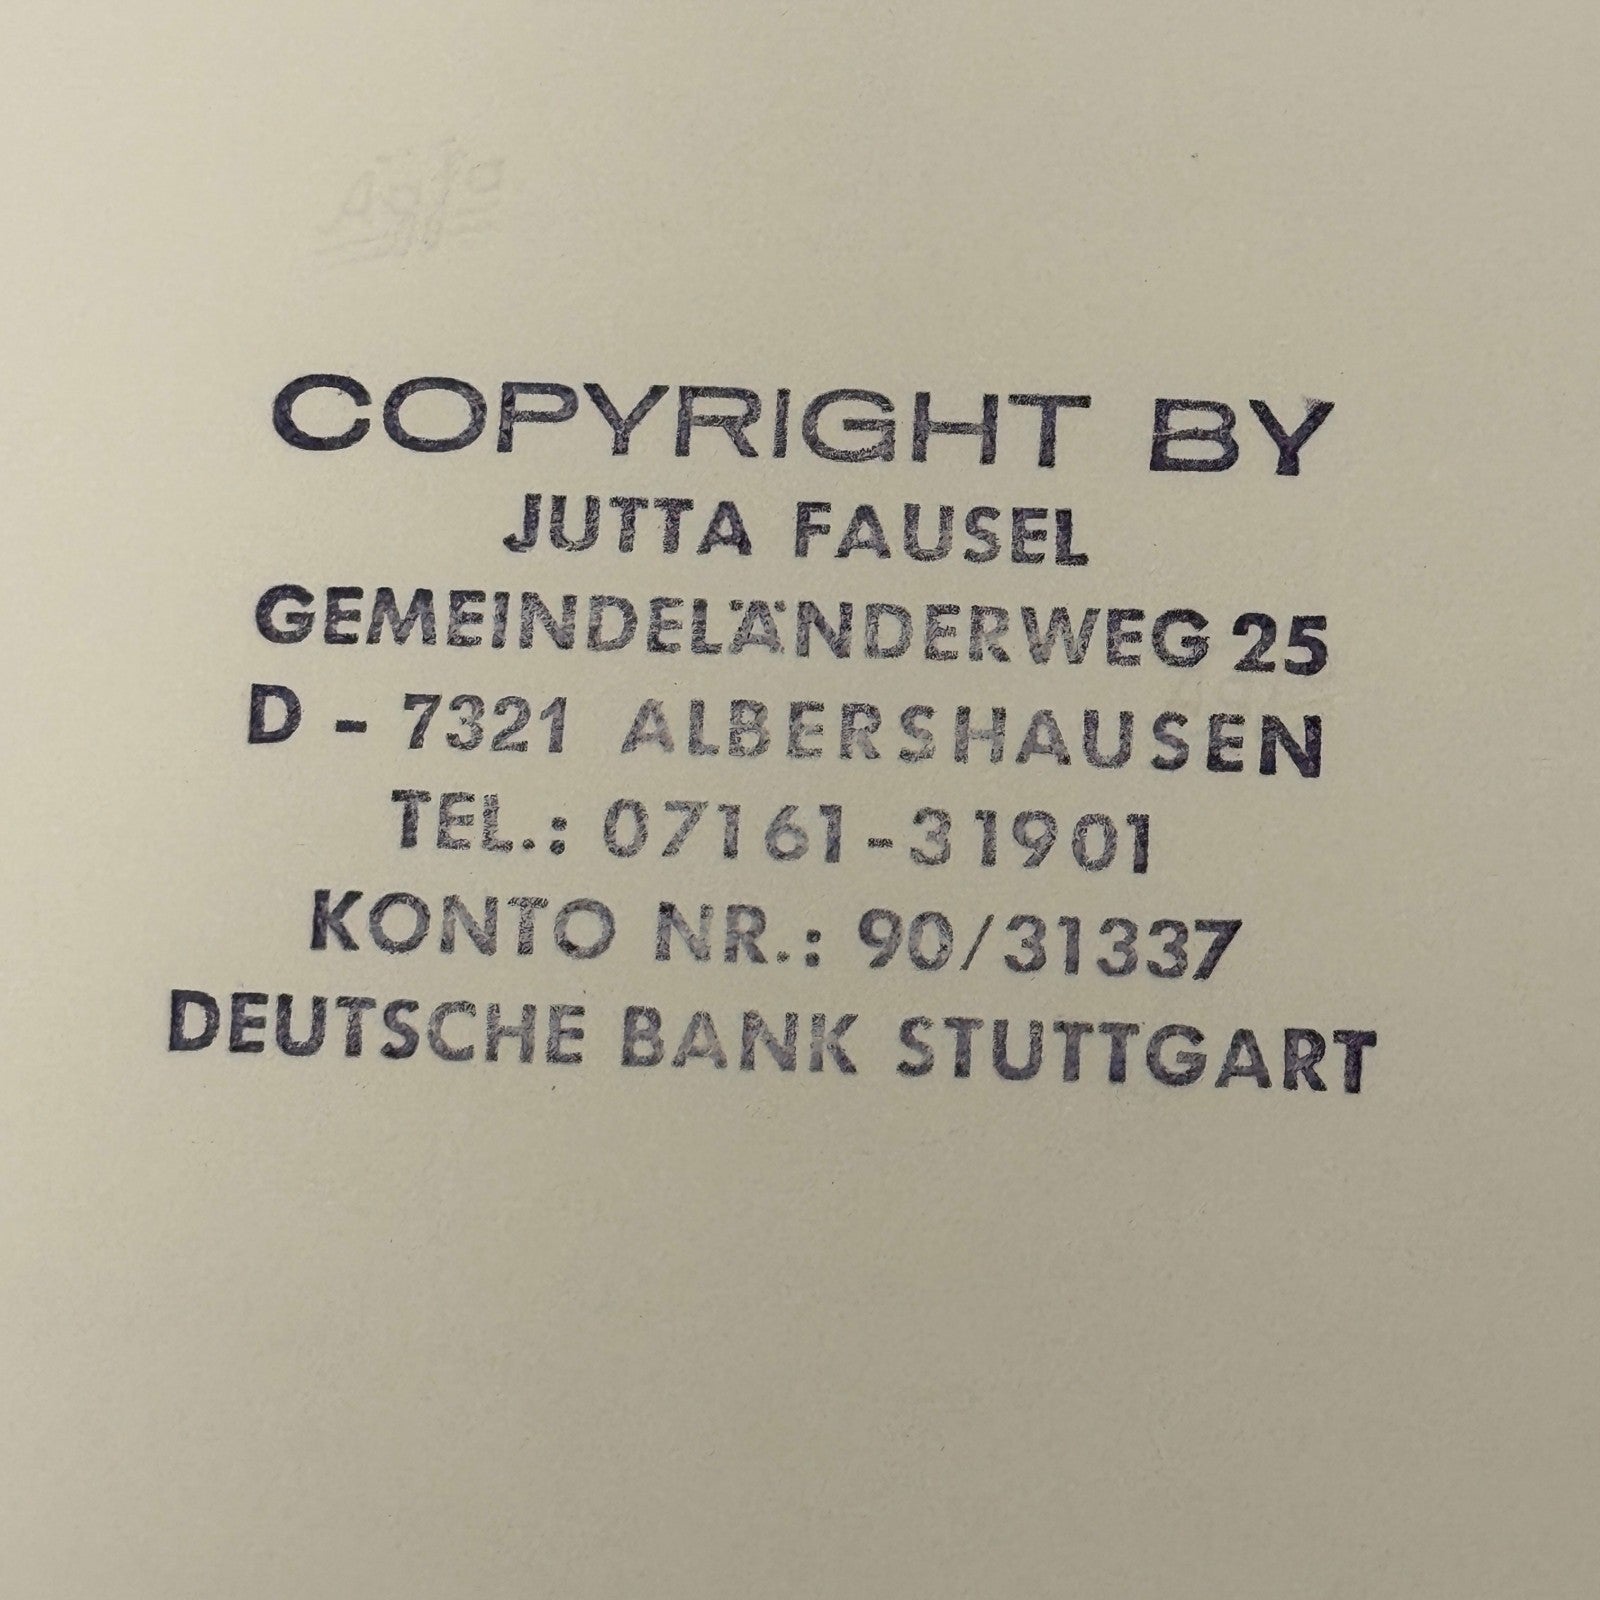 COPYRIGHT BY
JUTTA FAUSEL
GEMEINDELÄNDERWEG 25
D - 7321 ALBERSHAUSEN
TEL.: 07161-31901
KONTO NR.: 90/31337
DEUTSCHE BANK STUTTGART